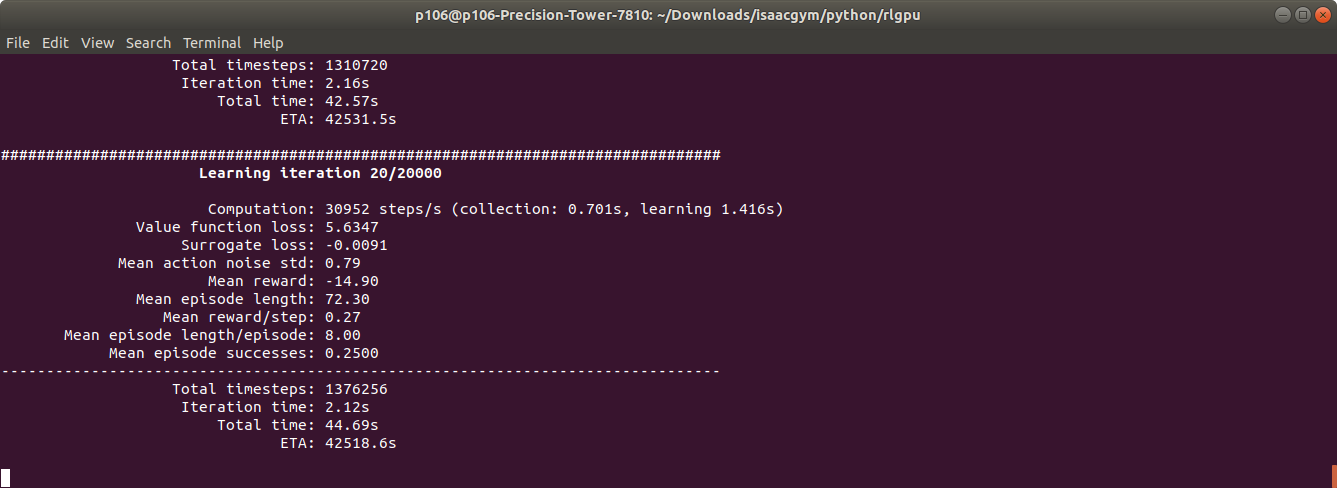 p106@p106-Precision-Tower-7810: ~/Downloads/isaacgym/python/rlgpu
File Edit View Search Terminal Help
Total timesteps: 1310720
Iteration time: 2.16s
Total time: 42.57s
ETA: 42531.5s
################################################################################
Learning iteration 20/20000
Computation: 30952 steps/s (collection: 0.701s, learning 1.416s)
Value function loss: 5.6347
Surrogate loss: -0.0091
Mean action noise std: 0.79
Mean reward: -14.90
Mean episode length: 72.30
Mean reward/step: 0.27
Mean episode length/episode: 8.00
Mean episode successes: 0.2500
--------------------------------------------------------------------------------
Total timesteps: 1376256
Iteration time: 2.12s
Total time: 44.69s
ETA: 42518.6s